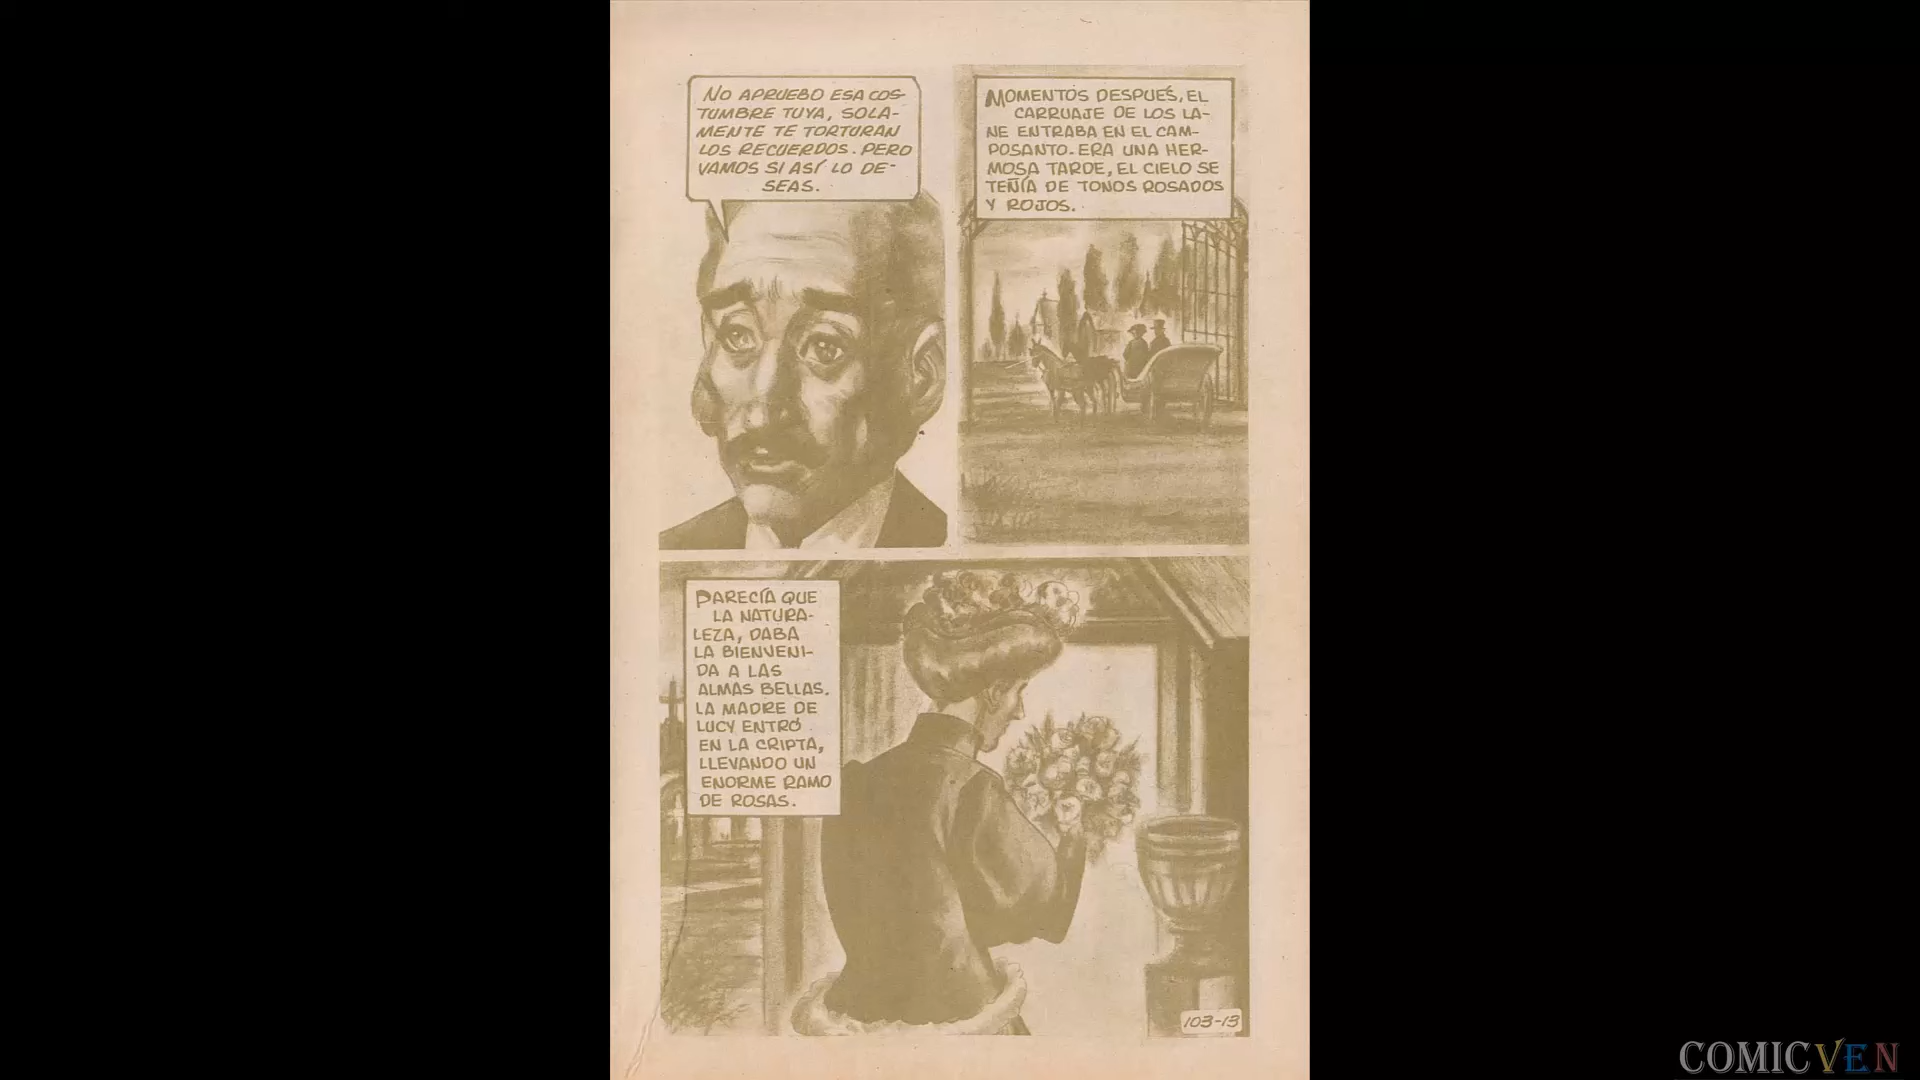 NO APRUEBO ESA COS-
TUMBRE TUYA, SOLA-
MENTE TE TORTURAN
LOS RECUERDOS. PERO
VAMOS SI ASÍ LO DE-
SEAS.
MOMENTOS DESPUÉS, EL
CARRUAJE DE LOS LA-
NE ENTRABA EN EL CAM-
POSANTO. ERA UNA HER-
MOSA TARDE, EL CIELO SE
TEÑÍA DE TONOS ROSADOS
Y ROJOS.
PARECÍA QUE
LA NATURA-
LEZA, DABA
LA BIENVENI-
DA A LAS
ALMAS BELLAS.
LA MADRE DE
LUCY ENTRÓ
EN LA CRIPTA,
LLEVANDO UN
ENORME RAMO
DE ROSAS.
103-13
COMICVEN